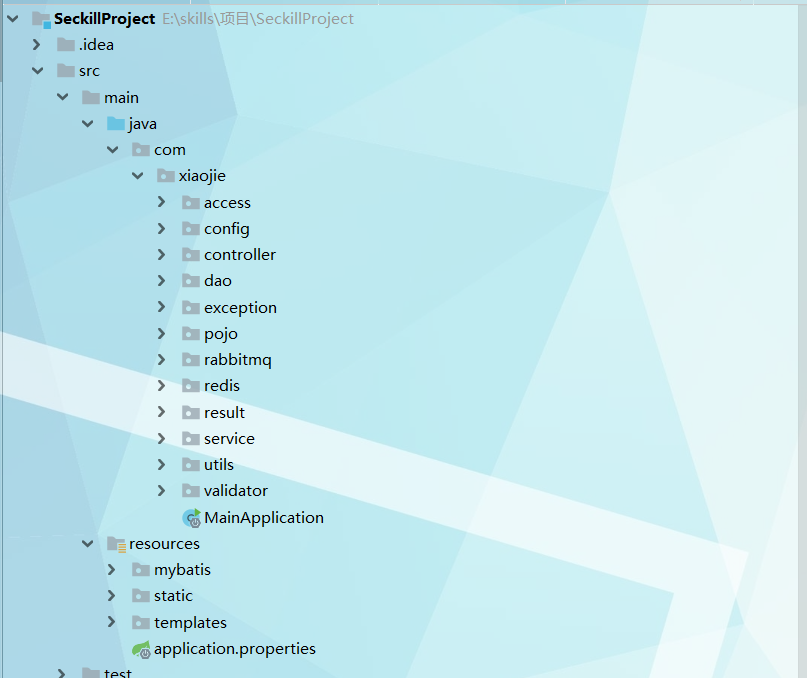 SeckillProject E:\skills\项目\SeckillProject
.idea
src
main
java
com
xiaojie
access
config
controller
dao
exception
pojo
rabbitmq
redis
result
service
utils
validator
MainApplication
resources
mybatis
static
templates
application.properties
test